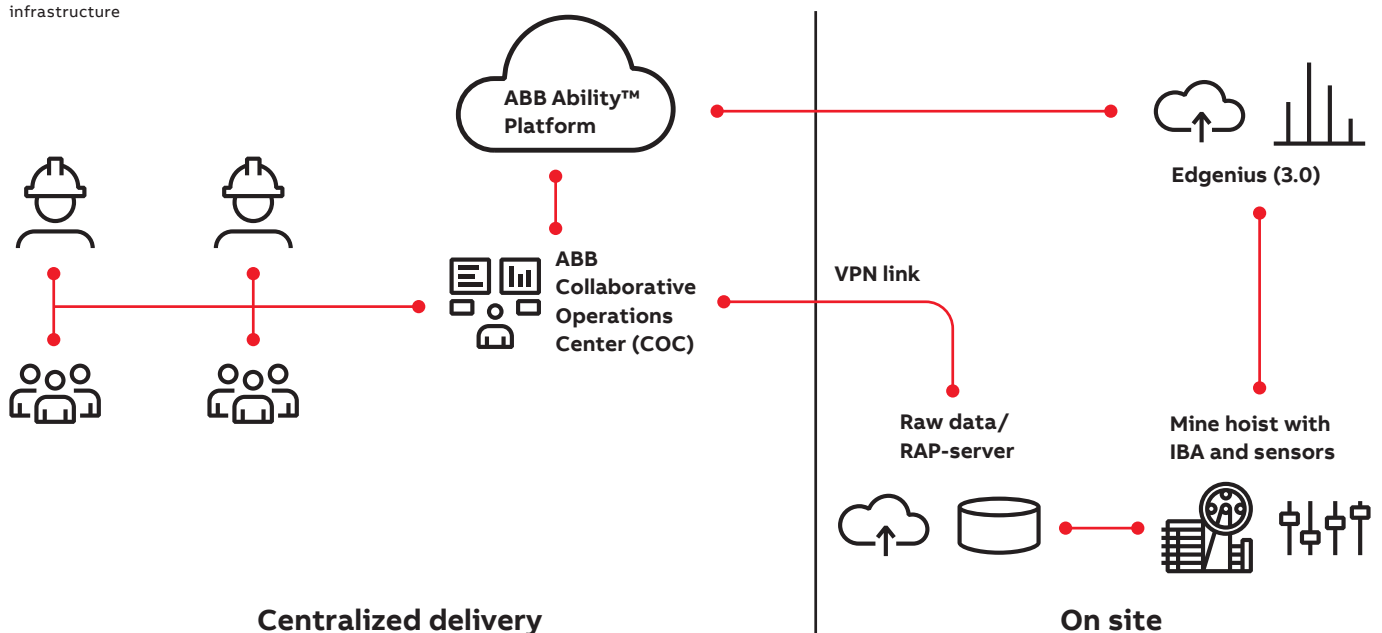 infrastructure
ABB Ability™
Platform
Edgenius (3.0)
ABB
Collaborative
Operations
Center (COC)
VPN link
Raw data/
RAP-server
Mine hoist with
IBA and sensors
Centralized delivery
On site